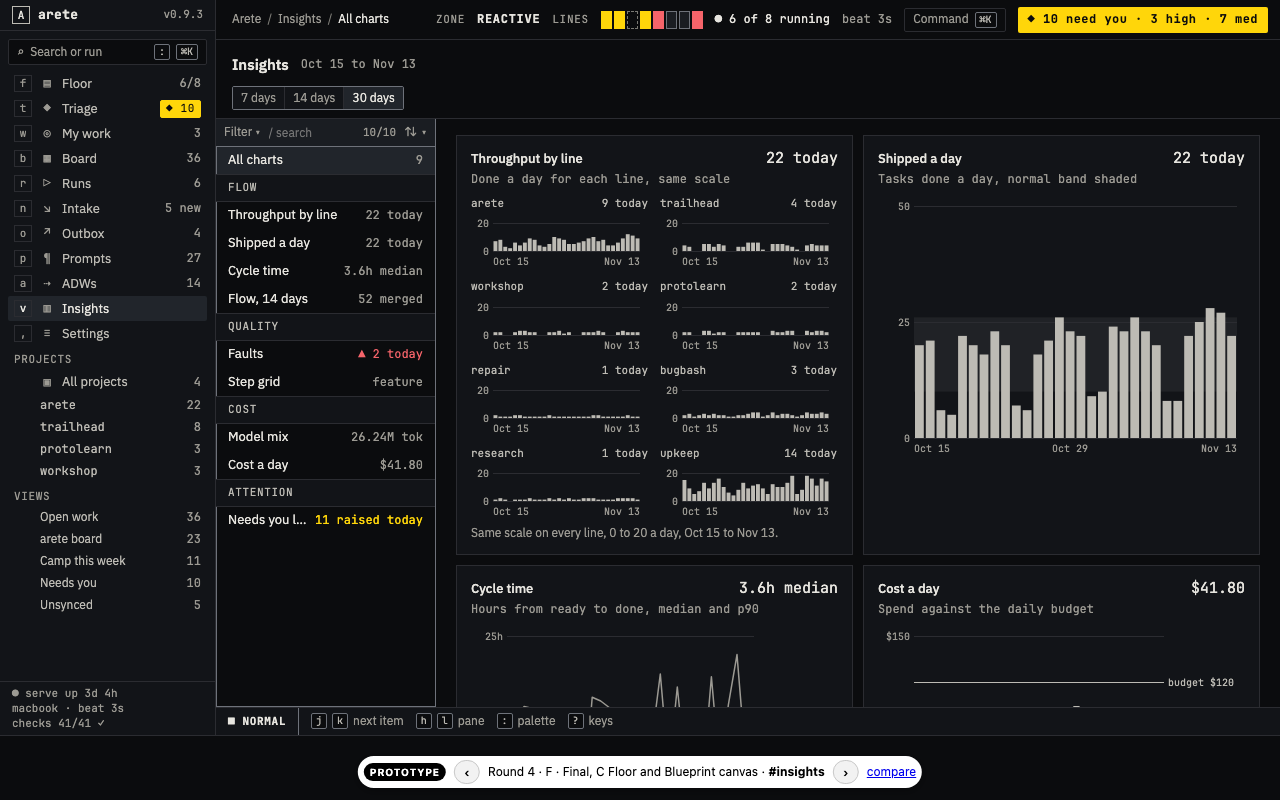 A arete v0.9.3
Search or run : ⌘K
f Floor 6/8
t Triage ◆ 10
w My work 3
b Board 36
r Runs 6
n Intake 5 new
o Outbox 4
p Prompts 27
a ADWs 14
v Insights
, Settings
PROJECTS
All projects 4
arete 22
trailhead 8
protolearn 3
workshop 3
VIEWS
Open work 36
arete board 23
Camp this week 11
Needs you 10
Unsynced 5
● serve up 3d 4h
macbook · beat 3s
checks 41/41 ✓
Arete / Insights / All charts
ZONE REACTIVE LINES ● 6 of 8 running beat 3s Command ⌘K ◆ 10 need you · 3 high · 7 med
Insights Oct 15 to Nov 13
7 days 14 days 30 days
Filter ▾ / search 10/10 ⇅ ▾
All charts 9
FLOW
Throughput by line 22 today
Shipped a day 22 today
Cycle time 3.6h median
Flow, 14 days 52 merged
QUALITY
Faults ▲ 2 today
Step grid feature
COST
Model mix 26.24M tok
Cost a day $41.80
ATTENTION
Needs you l... 11 raised today
Throughput by line 22 today
Done a day for each line, same scale
arete 9 today
20
0
Oct 15 Nov 13
trailhead 4 today
20
0
Oct 15 Nov 13
workshop 2 today
20
0
Oct 15 Nov 13
protolearn 2 today
20
0
Oct 15 Nov 13
repair 1 today
20
0
Oct 15 Nov 13
bugbash 3 today
20
0
Oct 15 Nov 13
research 1 today
20
0
Oct 15 Nov 13
upkeep 14 today
20
0
Oct 15 Nov 13
Same scale on every line, 0 to 20 a day, Oct 15 to Nov 13.
Shipped a day 22 today
Tasks done a day, normal band shaded
50
25
0
Oct 15 Oct 29 Nov 13
Cycle time 3.6h median
Hours from ready to done, median and p90
25h
Cost a day $41.80
Spend against the daily budget
$150
budget $120
■ NORMAL j k next item h l pane : palette ? keys
PROTOTYPE ‹ Round 4 · F · Final, C Floor and Blueprint canvas · #insights › compare